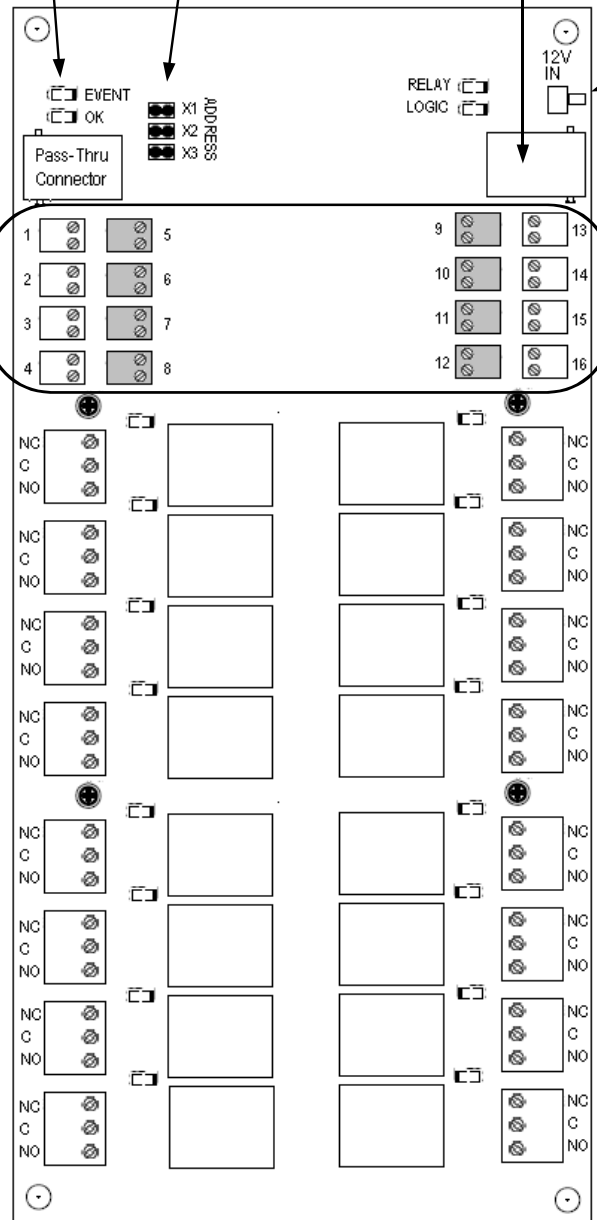 12V
IN
RELAY
LOGIC
EVENT
OK
X1
X2
X3
ADDRESS
Pass-Thru
Connector
1 5 9 13
2 6 10 14
3 7 11 15
4 8 12 16
NC NC
C C
NO NO
NC NC
C C
NO NO
NC NC
C C
NO NO
NC NC
C C
NO NO
NC NC
C C
NO NO
NC NC
C C
NO NO
NC NC
C C
NO NO
NC NC
C C
NO NO